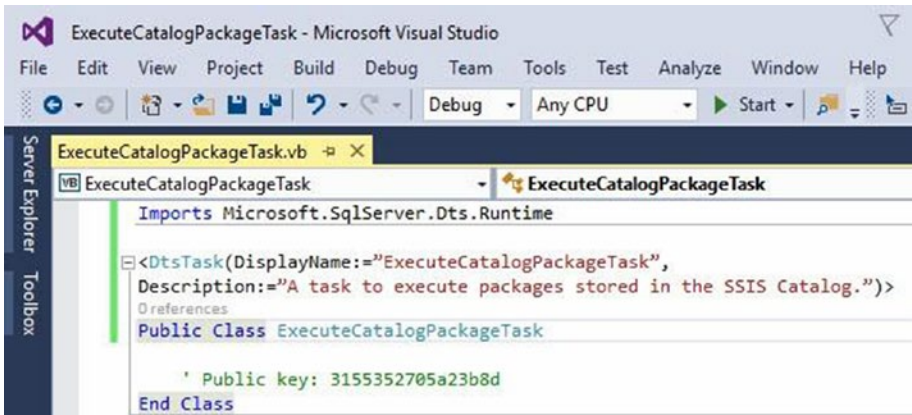 ExecuteCatalogPackageTask - Microsoft Visual Studio
File Edit View Project Build Debug Team Tools Test Analyze Window Help
Debug Any CPU Start
Server Explorer
Toolbox
ExecuteCatalogPackageTask.vb
VB ExecuteCatalogPackageTask ExecuteCatalogPackageTask
Imports Microsoft.SqlServer.Dts.Runtime
<DtsTask(DisplayName:=”ExecuteCatalogPackageTask”,
Description:=”A task to execute packages stored in the SSIS Catalog.”)>
0 references
Public Class ExecuteCatalogPackageTask
' Public key: 3155352705a23b8d
End Class